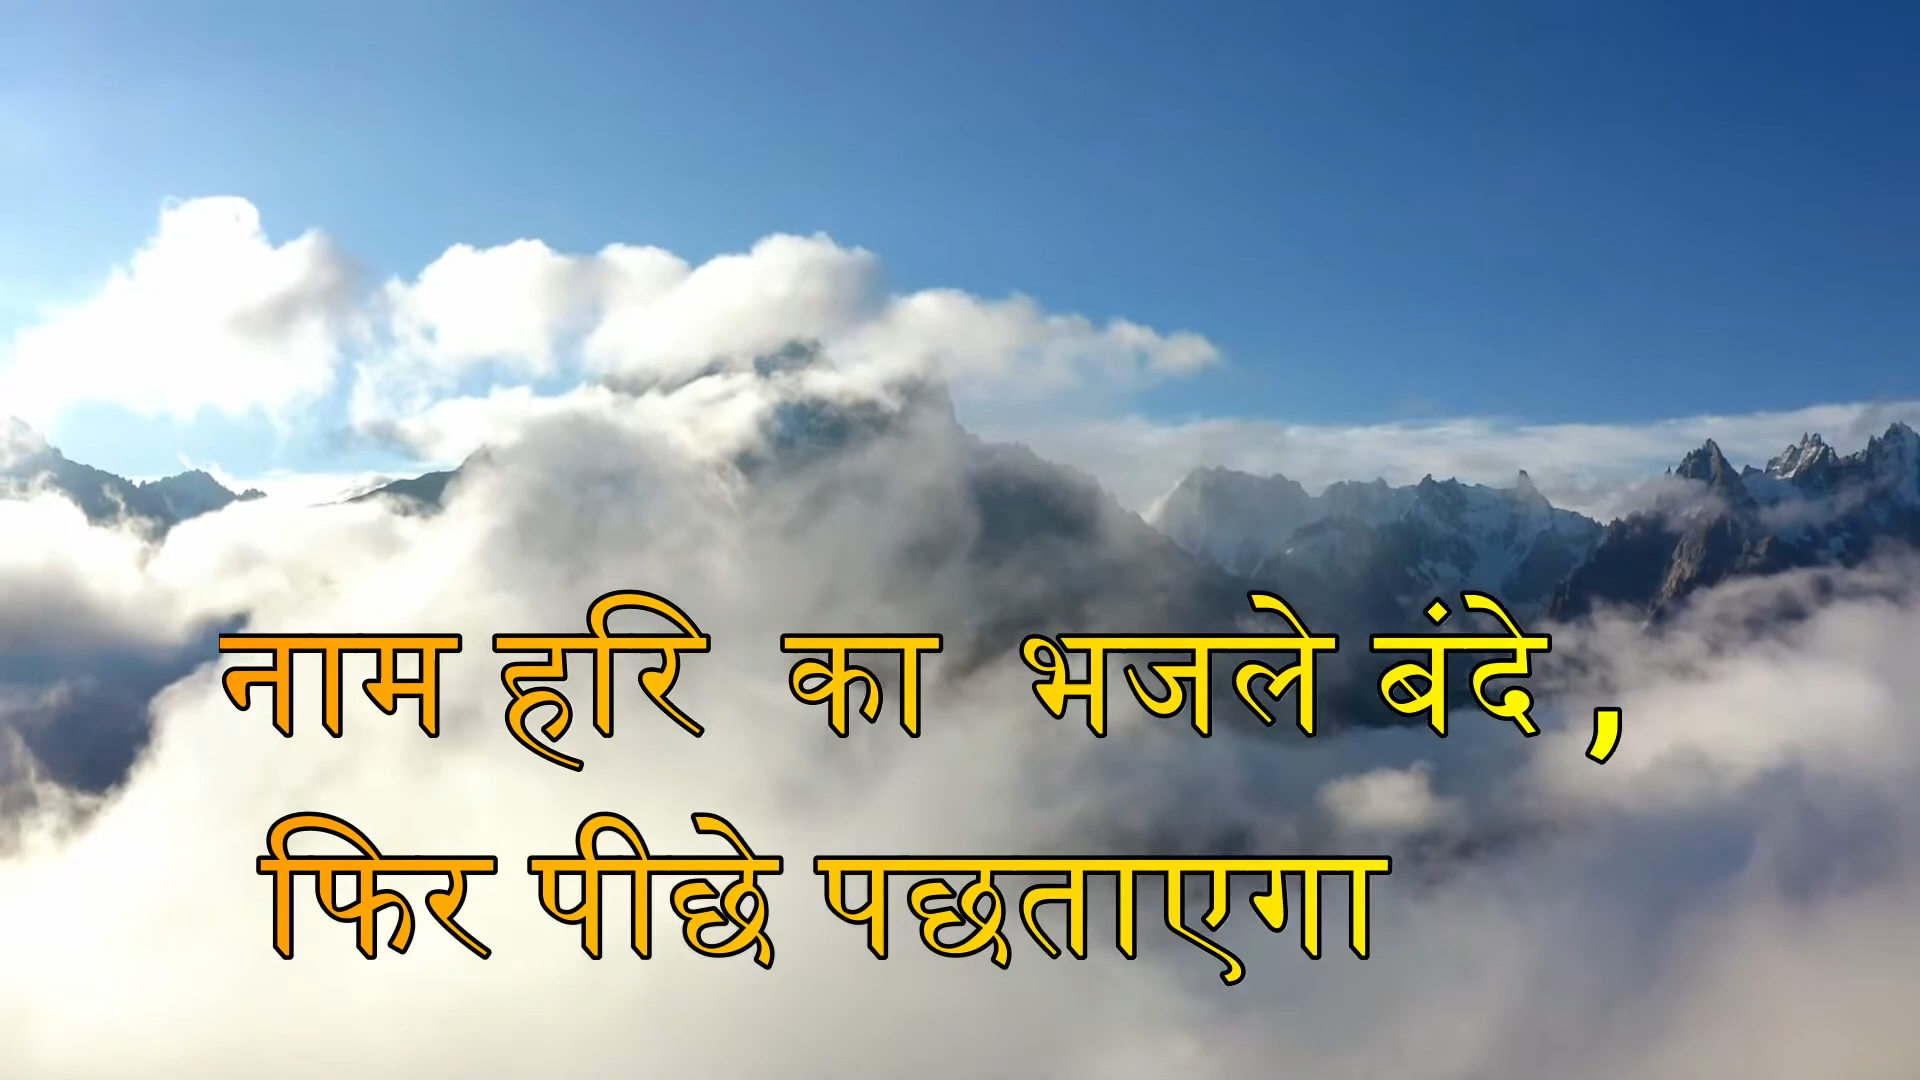 नाम हरि का भजले बंदे ,
फिर पीछे पछताएगा